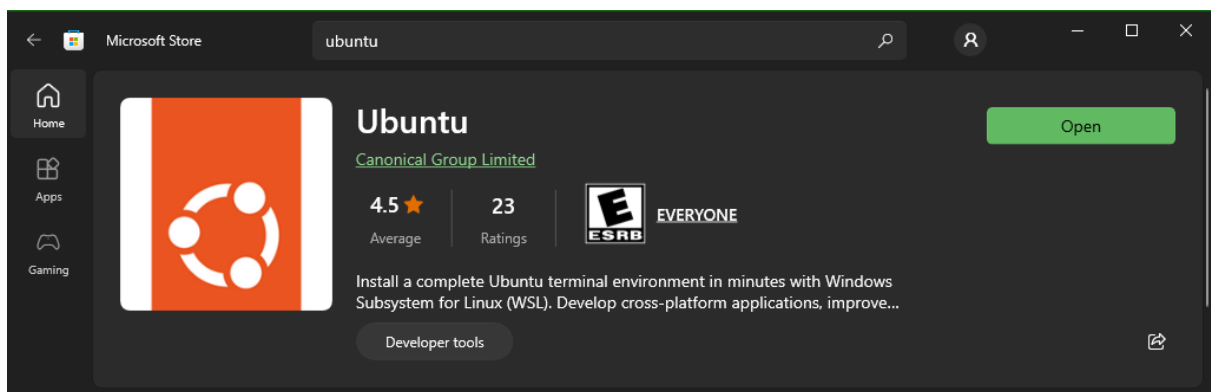 Microsoft Store
ubuntu
Home
Apps
Gaming
Ubuntu
Open
Canonical Group Limited
4.5
23
Average
Ratings
E
ESRB
EVERYONE
Install a complete Ubuntu terminal environment in minutes with Windows
Subsystem for Linux (WSL). Develop cross-platform applications, improve...
Developer tools